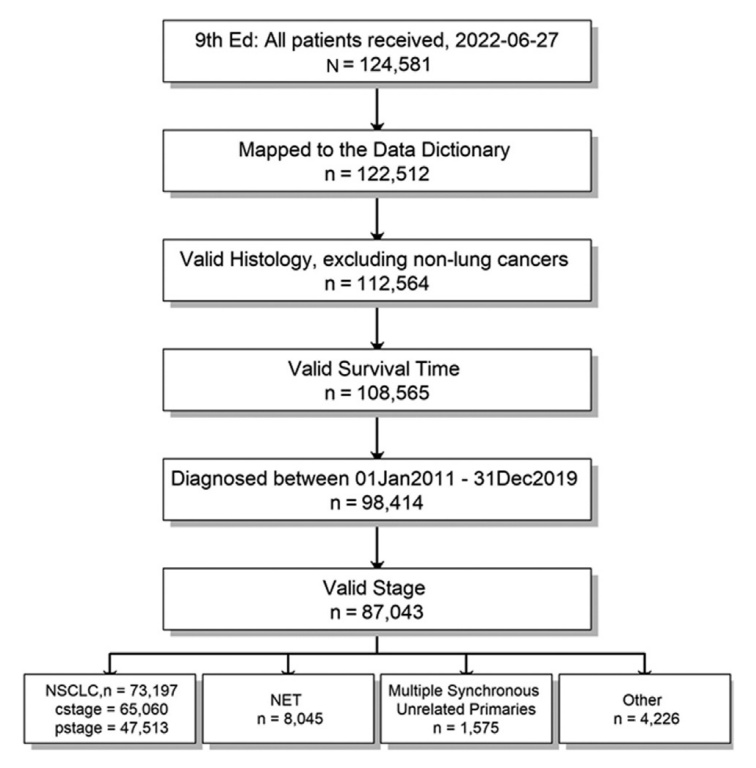 9th Ed: All patients received, 2022-06-27
N = 124,581
Mapped to the Data Dictionary
n = 122,512
Valid Histology, excluding non-lung cancers
n = 112,564
Valid Survival Time
n = 108,565
Diagnosed between 01Jan2011 - 31Dec2019
n = 98,414
Valid Stage
n = 87,043
NSCLC,n = 73,197
cstage = 65,060
pstage = 47,513
NET
n = 8,045
Multiple Synchronous
Unrelated Primaries
n = 1,575
Other
n = 4,226